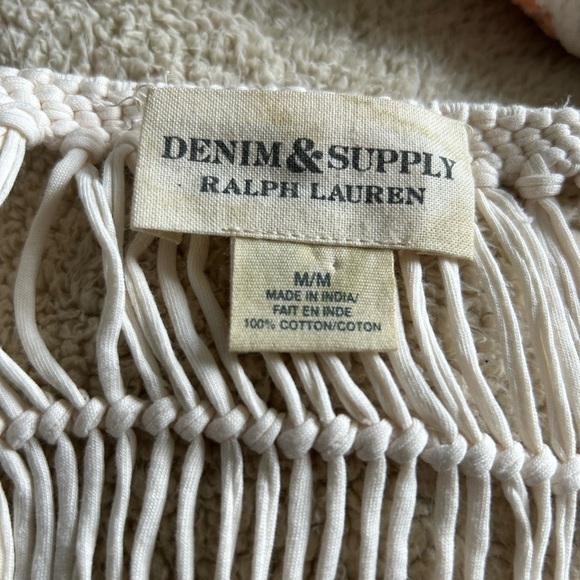 DENIM & SUPPLY
RALPH LAUREN
M/M
MADE IN INDIA/
FAIT EN INDE
100% COTTON/COTON